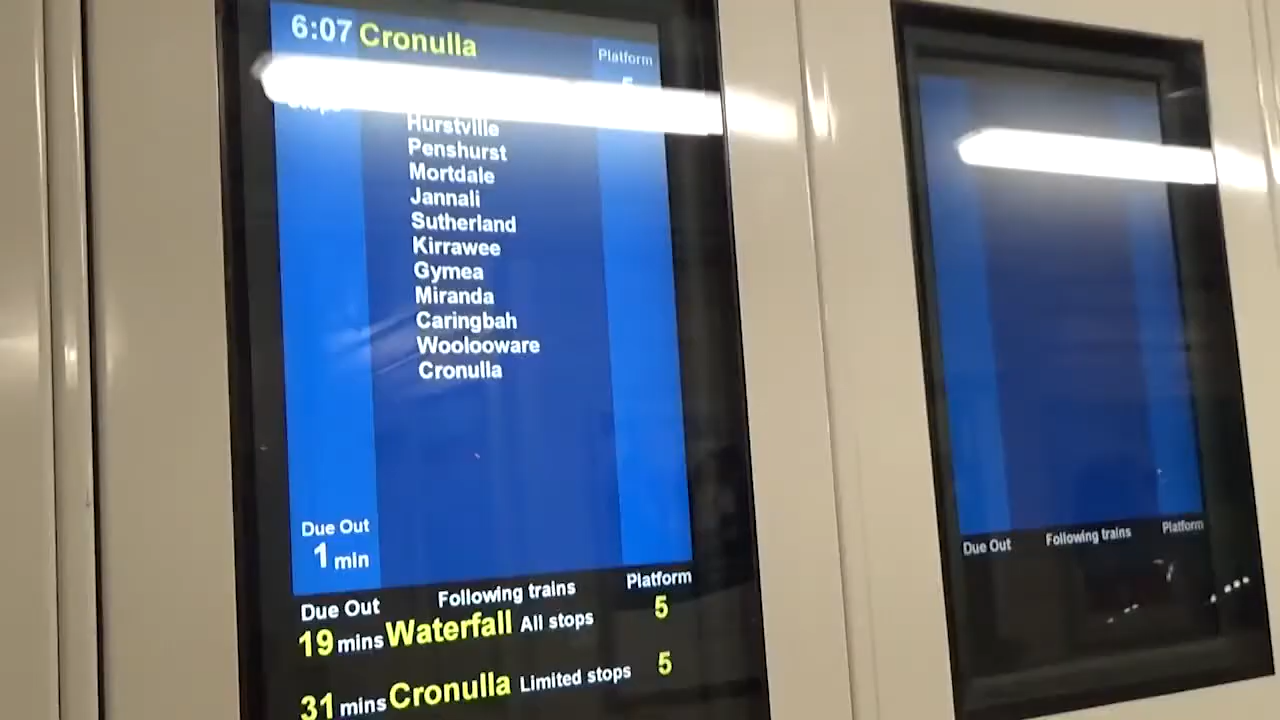 6:07 Cronulla
Platform
Hurstville
Penshurst
Mortdale
Jannali
Sutherland
Kirrawee
Gymea
Miranda
Caringbah
Woolooware
Cronulla
Due Out
1 min
Due Out Following trains Platform
19 mins Waterfall All stops 5
31 mins Cronulla Limited stops 5
Due Out Following trains Platform